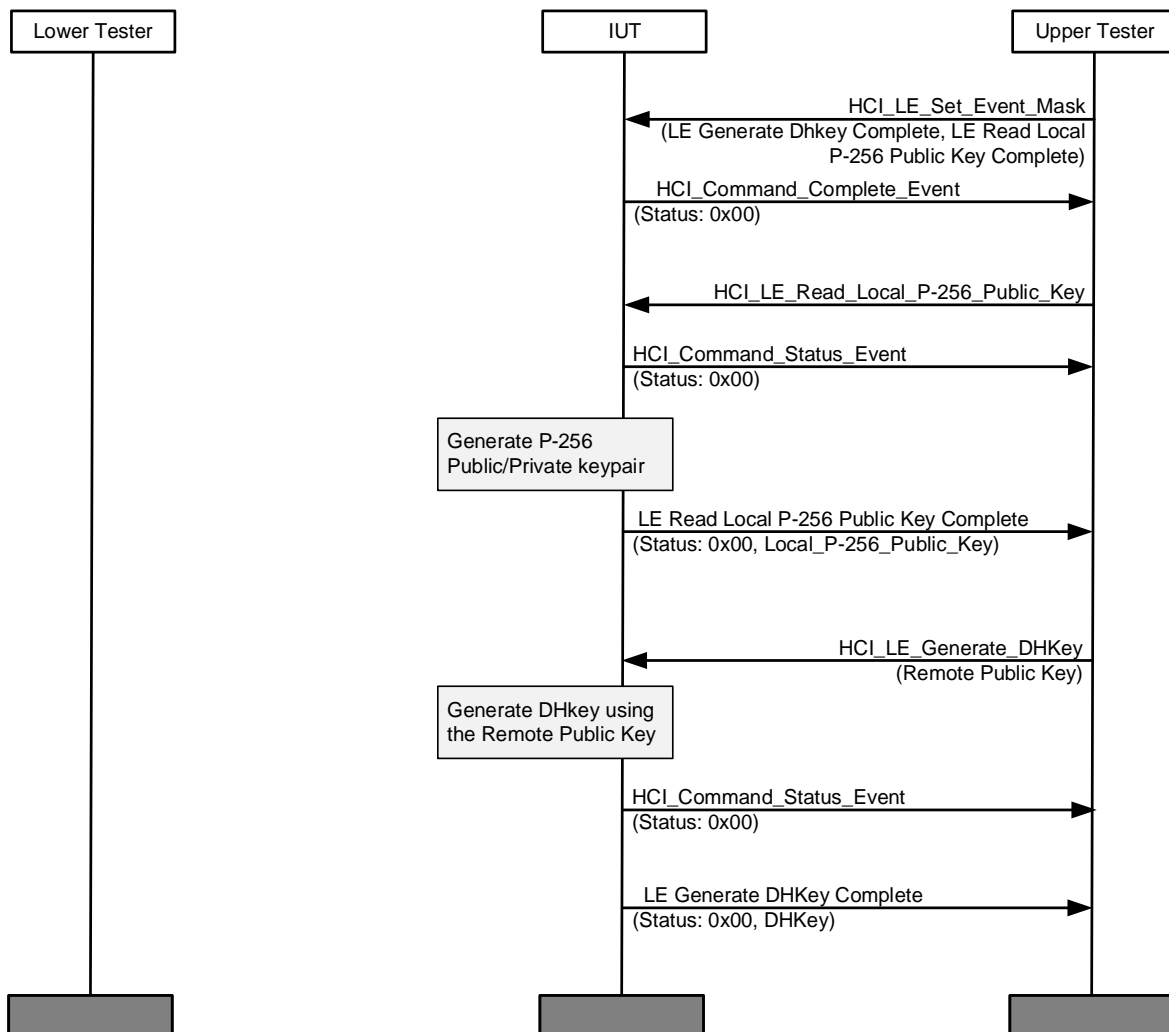 Lower Tester
IUT
Upper Tester
HCI_LE_Set_Event_Mask
(LE Generate Dhkey Complete, LE Read Local
P-256 Public Key Complete)
HCI_Command_Complete_Event
(Status: 0x00)
HCI_LE_Read_Local_P-256_Public_Key
HCI_Command_Status_Event
(Status: 0x00)
Generate P-256
Public/Private keypair
LE Read Local P-256 Public Key Complete
(Status: 0x00, Local_P-256_Public_Key)
HCI_LE_Generate_DHKey
(Remote Public Key)
Generate DHkey using
the Remote Public Key
HCI_Command_Status_Event
(Status: 0x00)
LE Generate DHKey Complete
(Status: 0x00, DHKey)